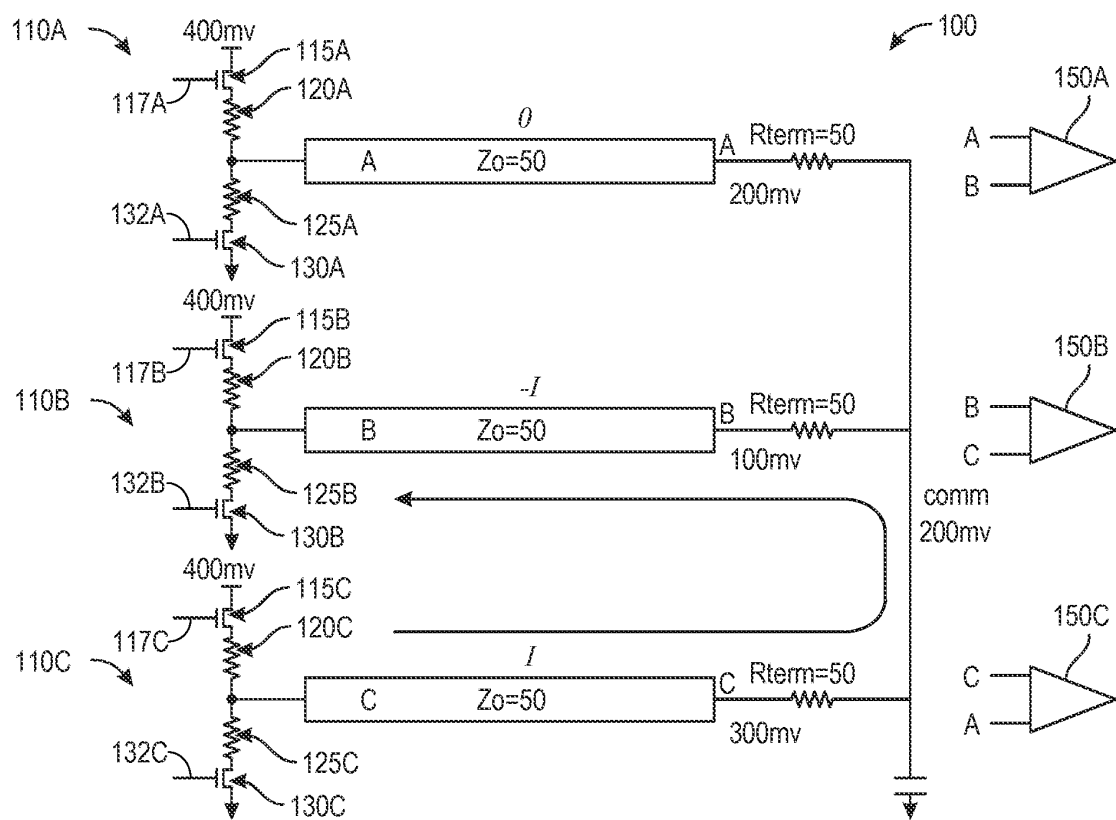 110A
400mv
115A
120A
117A
132A
125A
130A
0
A Zo=50
A
Rterm=50
200mv
100
150A
A
B
400mv
115B
120B
117B
110B
132B
125B
130B
-I
B Zo=50
B
Rterm=50
100mv
comm
200mv
150B
B
C
400mv
115C
120C
117C
110C
132C
125C
130C
I
C Zo=50
C
Rterm=50
300mv
150C
C
A